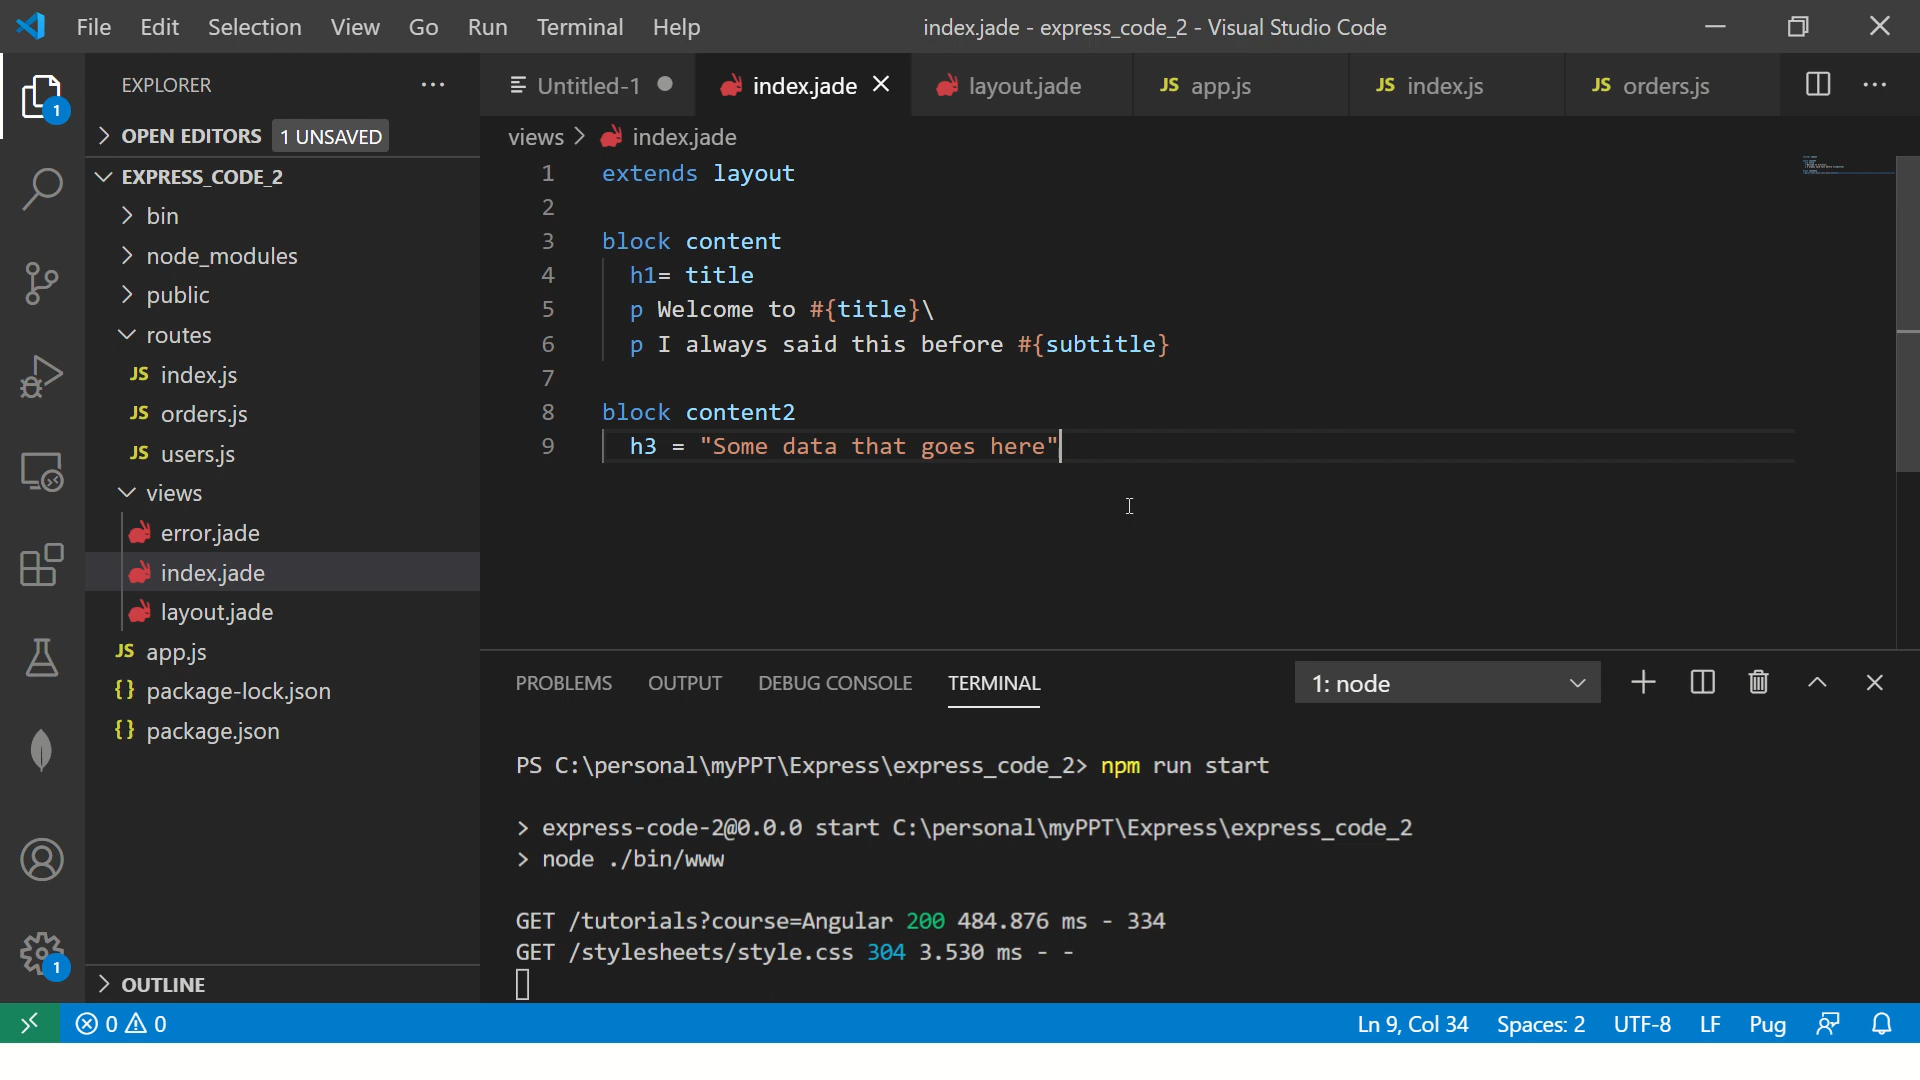 File Edit Selection View Go Run Terminal Help index.jade - express_code_2 - Visual Studio Code
EXPLORER
Untitled-1 index.jade layout.jade JS app.js JS index.js JS orders.js
1
OPEN EDITORS 1 UNSAVED
views > index.jade
EXPRESS_CODE_2
bin
node_modules
public
routes
JS index.js
JS orders.js
JS users.js
views
error.jade
index.jade
layout.jade
JS app.js
{} package-lock.json
{} package.json
OUTLINE
1
1 extends layout
2
3 block content
4 h1= title
5 p Welcome to #{title}\
6 p I always said this before #{subtitle}
7
8 block content2
9 h3 = "Some data that goes here"
PROBLEMS OUTPUT DEBUG CONSOLE TERMINAL 1: node
PS C:\personal\myPPT\Express\express_code_2> npm run start
> express-code-2@0.0.0 start C:\personal\myPPT\Express\express_code_2
> node ./bin/www
GET /tutorials?course=Angular 200 484.876 ms - 334
GET /stylesheets/style.css 304 3.530 ms - -
0 0 Ln 9, Col 34 Spaces: 2 UTF-8 LF Pug